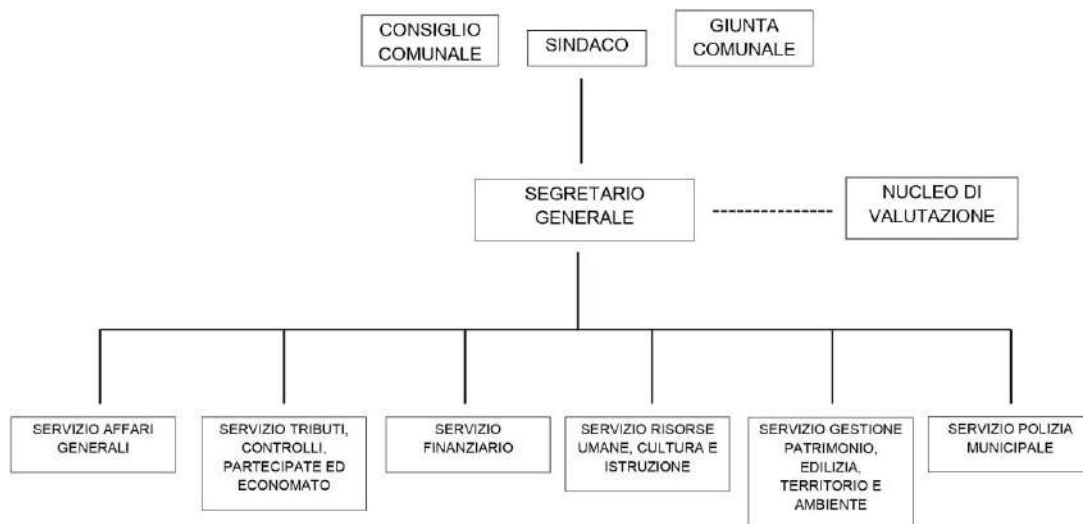 CONSIGLIO
COMUNALE
SINDACO
GIUNTA
COMUNALE
SEGRETARIO
GENERALE
NUCLEO DI
VALUTAZIONE
SERVIZIO AFFARI
GENERALI
SERVIZIO TRIBUTI,
CONTROLLI,
PARTECIPATE ED
ECONOMATO
SERVIZIO
FINANZIARIO
SERVIZIO RISORSE
UMANE, CULTURA E
ISTRUZIONE
SERVIZIO GESTIONE
PATRIMONIO,
EDILIZIA,
TERRITORIO E
AMBIENTE
SERVIZIO POLIZIA
MUNICIPALE